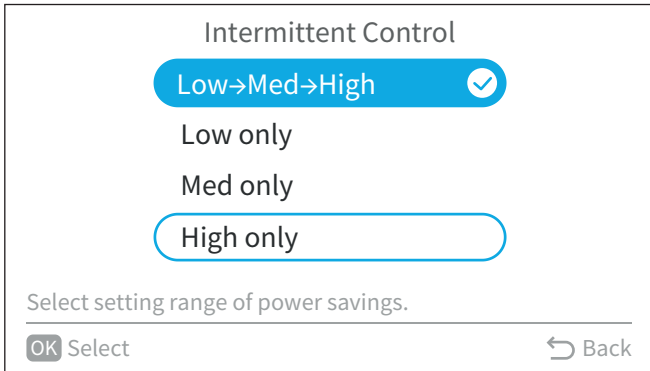 Intermittent Control
Low→Med→High
Low only
Med only
High only
Select setting range of power savings.
OK Select Back